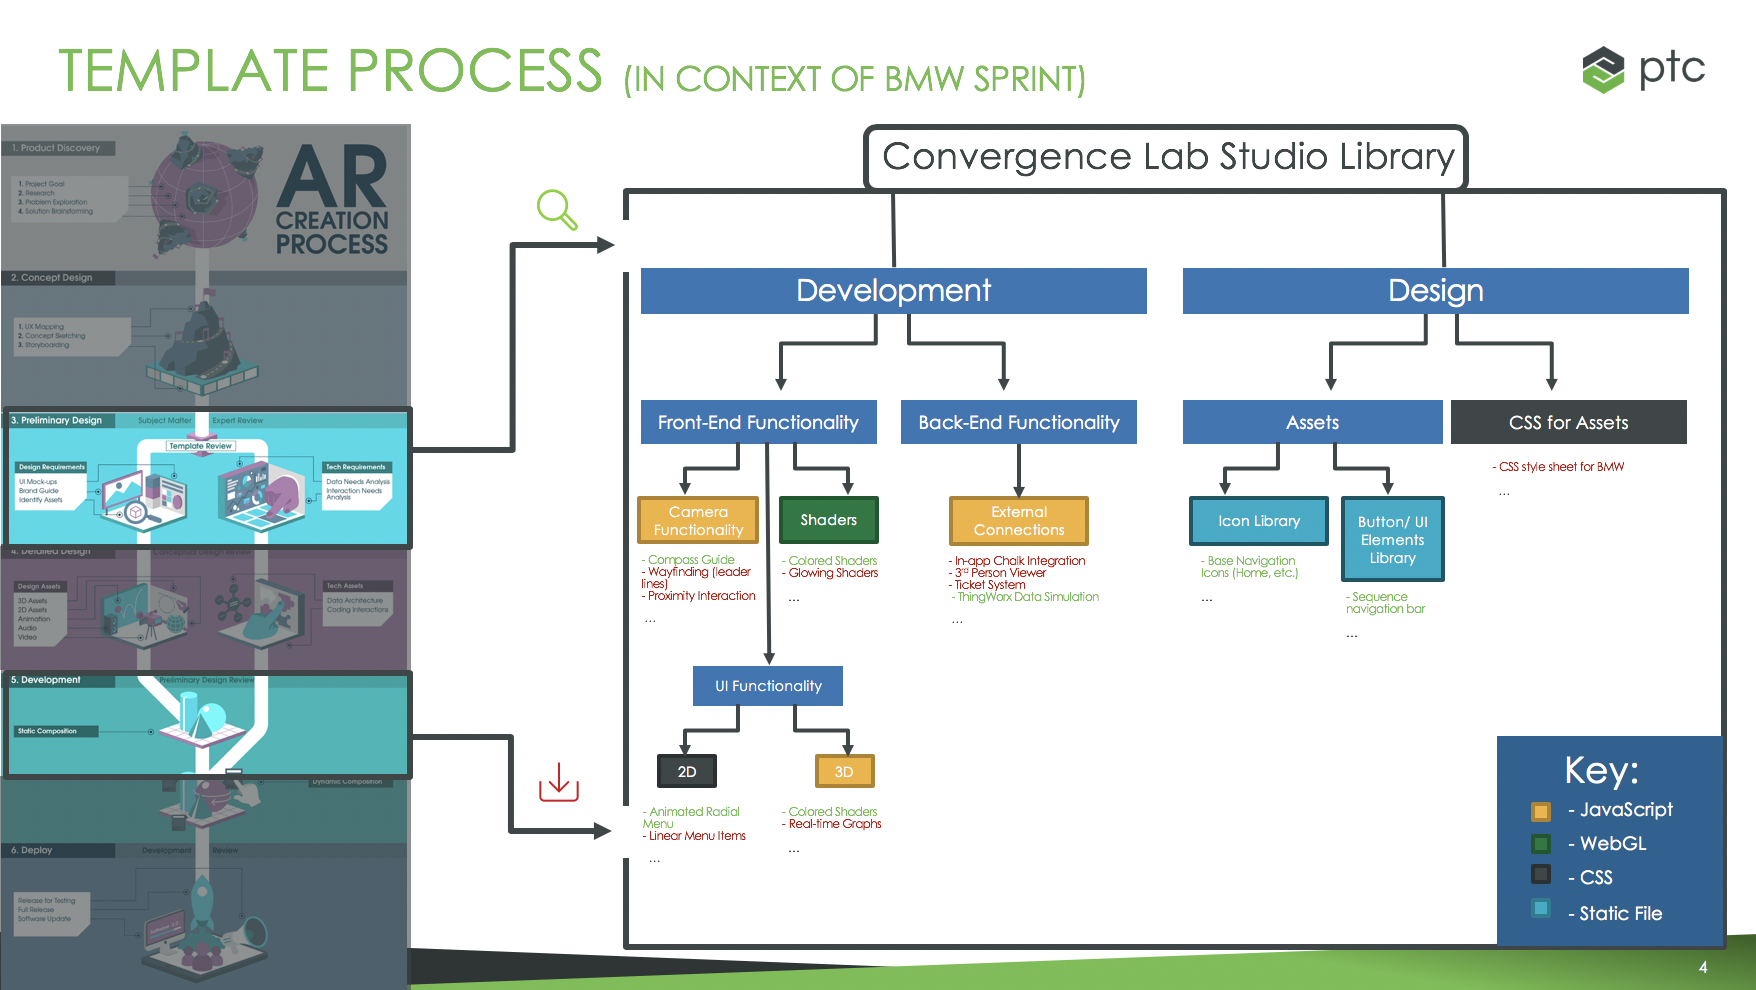 TEMPLATE PROCESS (IN CONTEXT OF BMW SPRINT)
ptc
1. Product Discovery
1. Project Goal
2. Research
3. Problem Exploration
4. Solution Brainstorming
AR
CREATION
PROCESS
2. Concept Design
1. UX Mapping
2. Concept Sketching
3. Storyboarding
3. Preliminary Design
Subject Matter Expert Review
Template Review
Design Requirements
UI Mock-ups
Brand Guide
Identify Assets
Tech Requirements
Data Needs Analysis
Interaction Needs
Analysis
4. Detailed Design
Conceptual Design Review
Design Assets
3D Assets
2D Assets
Animation
Audio
Video
Tech Assets
Data Architecture
Coding Interactions
5. Development
Preliminary Design Review
Static Composition
Dynamic Composition
6. Deploy
Development Review
Release for Testing
Full Release
Software Update
Convergence Lab Studio Library
Development
Design
Front-End Functionality
Back-End Functionality
Assets
CSS for Assets
- CSS style sheet for BMW
...
Camera
Functionality
Shaders
External
Connections
Icon Library
Button/ UI
Elements
Library
- Compass Guide
- Wayfinding (leader
lines)
- Proximity Interaction
...
- Colored Shaders
- Glowing Shaders
...
- In-app Chalk Integration
- 3rd Person Viewer
- Ticket System
- ThingWorx Data Simulation
...
- Base Navigation
Icons (Home, etc.)
...
- Sequence
navigation bar
...
UI Functionality
2D
3D
- Animated Radial
Menu
- Linear Menu Items
...
- Colored Shaders
- Real-time Graphs
...
Key:
- JavaScript
- WebGL
- CSS
- Static File
4